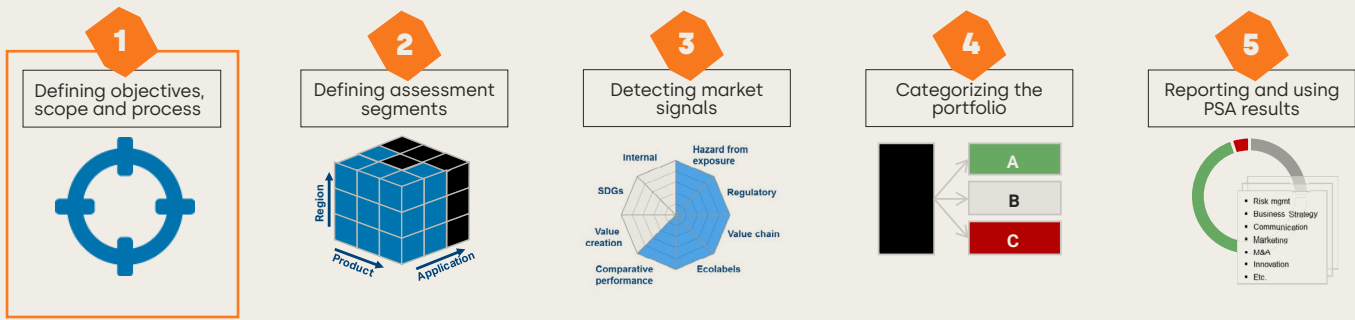 1
Defining objectives,
scope and process
2
Defining assessment
segments
Region
Product
Application
3
Detecting market
signals
Internal
Hazard from
exposure
SDGs
Regulatory
Value
creation
Value chain
Comparative
performance
Ecolabels
4
Categorizing the
portfolio
A
B
C
5
Reporting and using
PSA results
▪ Risk mgmt
▪ Business Strategy
▪ Communication
▪ Marketing
▪ M&A
▪ Innovation
▪ Etc.